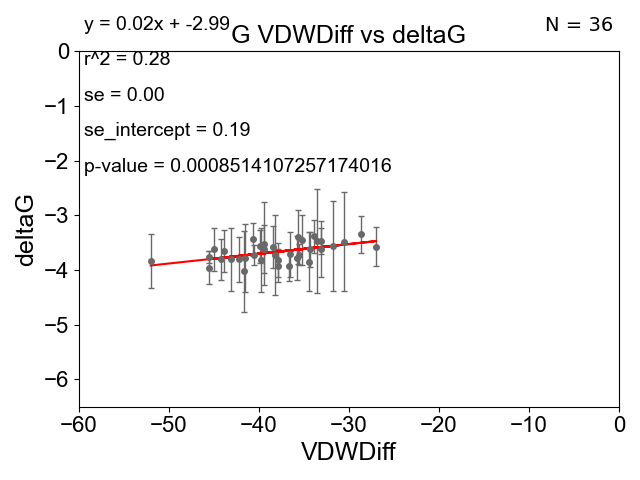 y = 0.02x + -2.99
G VDWDiff vs deltaG
N = 36
r^2 = 0.28
se = 0.00
se_intercept = 0.19
p-value = 0.0008514107257174016
deltaG
0
−1
−2
−3
−4
−5
−6
−60
−50
−40
−30
−20
−10
0
VDWDiff